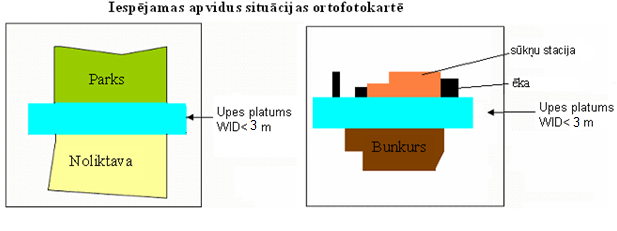 Iespējamas apvidus situācijas ortofotokartē
Parks
Noliktava
Upes platums
WID< 3 m
sūkņu stacija
ēka
Bunkurs
Upes platums
WID< 3 m